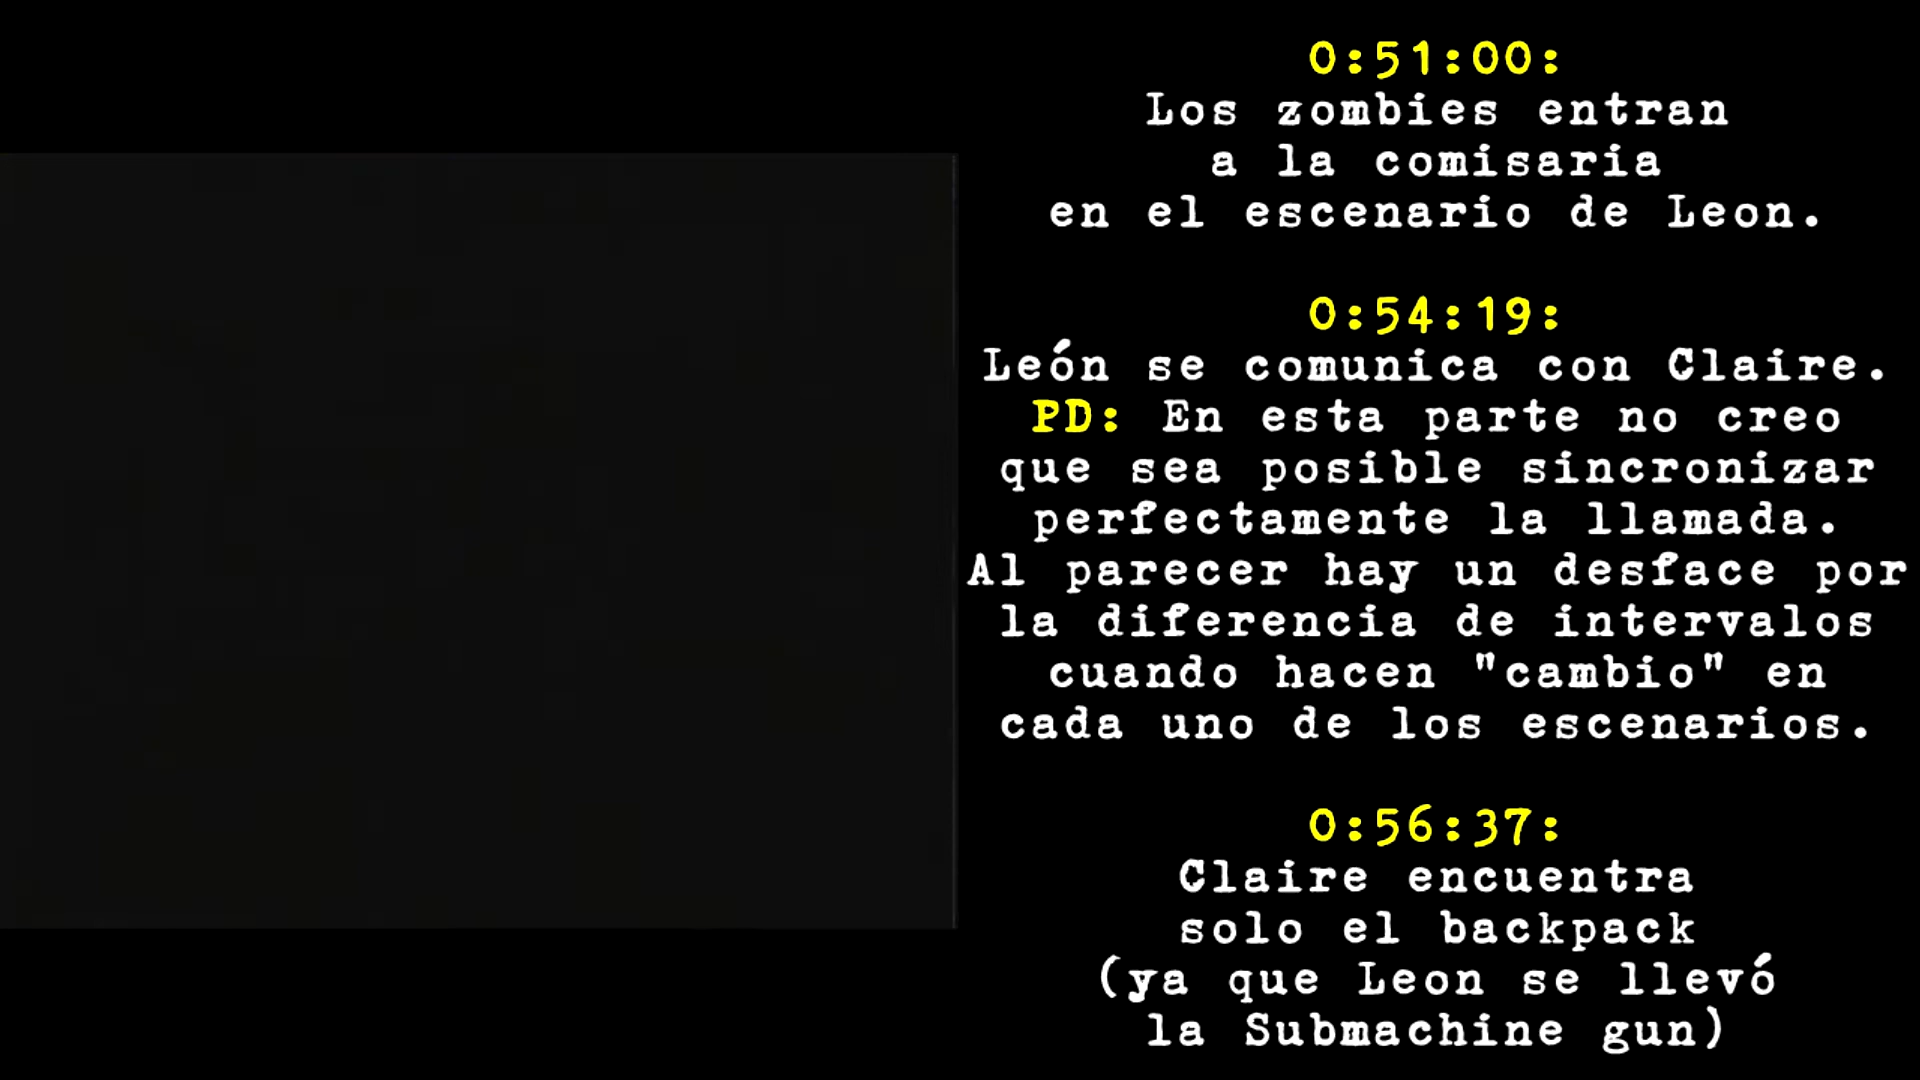 0:51:00:
Los zombies entran
a la comisaria
en el escenario de Leon.
0:54:19:
León se comunica con Claire.
PD: En esta parte no creo
que sea posible sincronizar
perfectamente la llamada.
Al parecer hay un desface por
la diferencia de intervalos
cuando hacen "cambio" en
cada uno de los escenarios.
0:56:37:
Claire encuentra
solo el backpack
(ya que Leon se llevó
la Submachine gun)